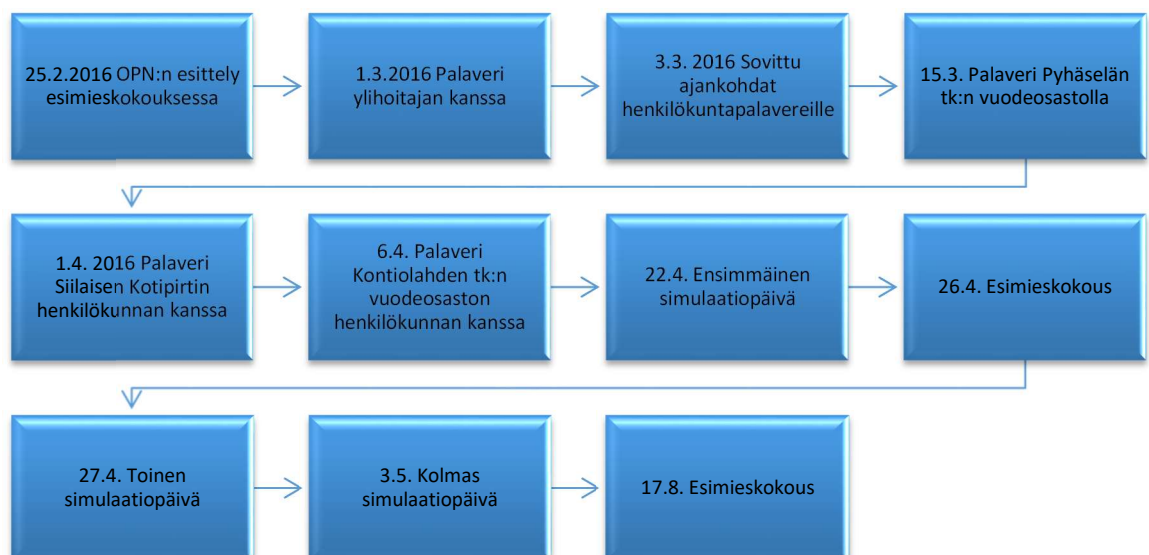 25.2.2016 OPN:n esittely
esimieskokouksessa
1.3.2016 Palaveri
ylihoitajan kanssa
3.3. 2016 Sovittu
ajankohdat
henkilökuntapalavereille
15.3. Palaveri Pyhäselän
tk:n vuodeosastolla
1.4. 2016 Palaveri
Siilaisen Kotipirtin
henkilökunnan kanssa
6.4. Palaveri
Kontiolahden tk:n
vuodeosaston
henkilökunnan kanssa
22.4. Ensimmäinen
simulaatiopäivä
26.4. Esimieskokous
27.4. Toinen
simulaatiopäivä
3.5. Kolmas
simulaatiopäivä
17.8. Esimieskokous